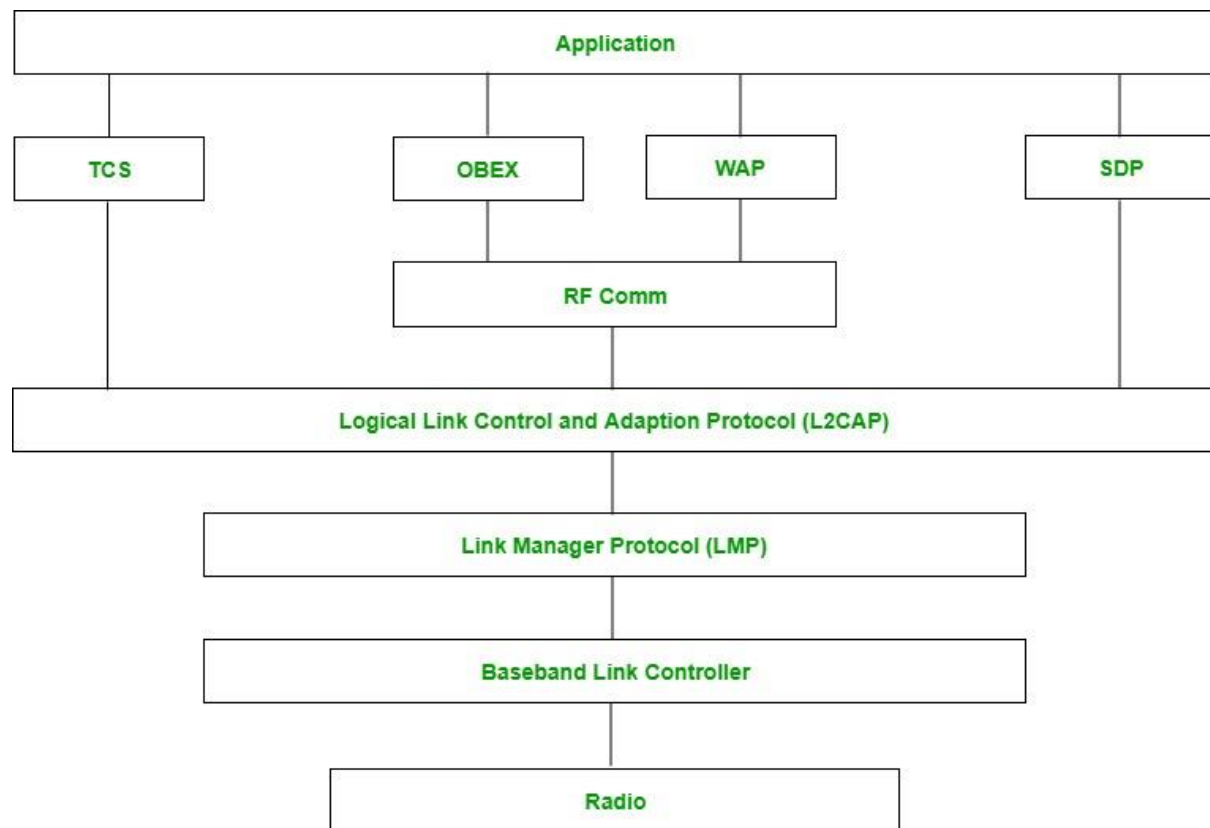 Application
TCS
OBEX
WAP
SDP
RF Comm
Logical Link Control and Adaption Protocol (L2CAP)
Link Manager Protocol (LMP)
Baseband Link Controller
Radio